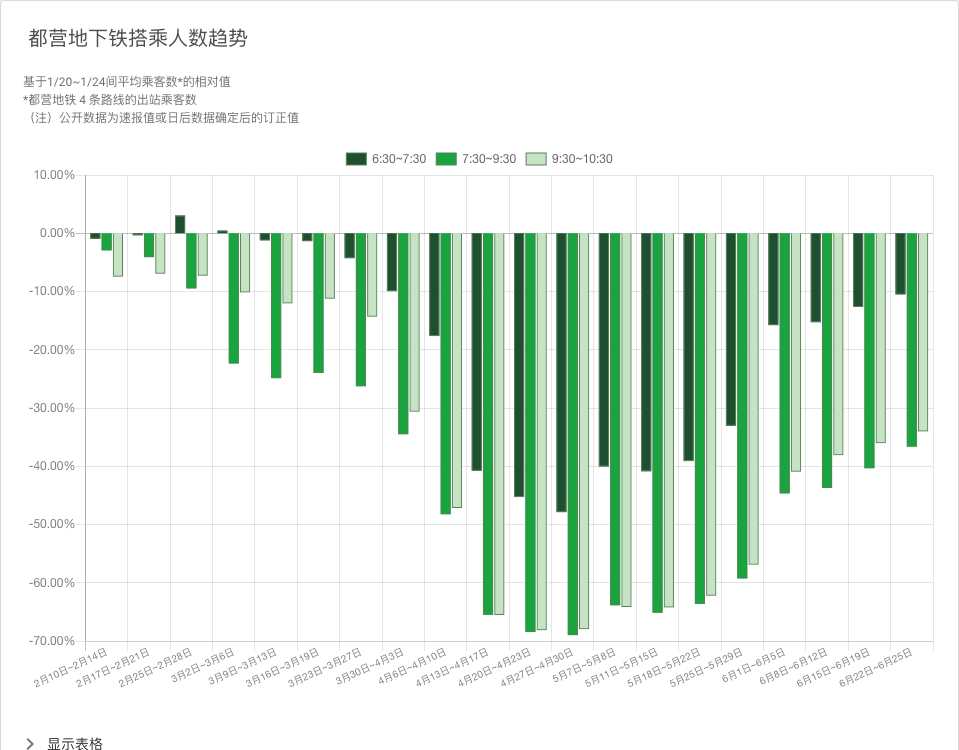 都营地下铁搭乘人数趋势
基于1/20~1/24间平均乘客数*的相对值
*都营地铁 4 条路线的出站乘客数
（注）公开数据为速报值或日后数据确定后的订正值
6:30~7:30 7:30~9:30 9:30~10:30
10.00%
0.00%
-10.00%
-20.00%
-30.00%
-40.00%
-50.00%
-60.00%
-70.00%
2月10日~2月14日
2月17日~2月21日
2月25日~2月28日
3月2日~3月6日
3月9日~3月13日
3月16日~3月19日
3月23日~3月27日
3月30日~4月3日
4月6日~4月10日
4月13日~4月17日
4月20日~4月23日
4月27日~4月30日
5月7日~5月8日
5月11日~5月15日
5月18日~5月22日
5月25日~5月29日
6月1日~6月5日
6月8日~6月12日
6月15日~6月19日
6月22日~6月25日
显示表格